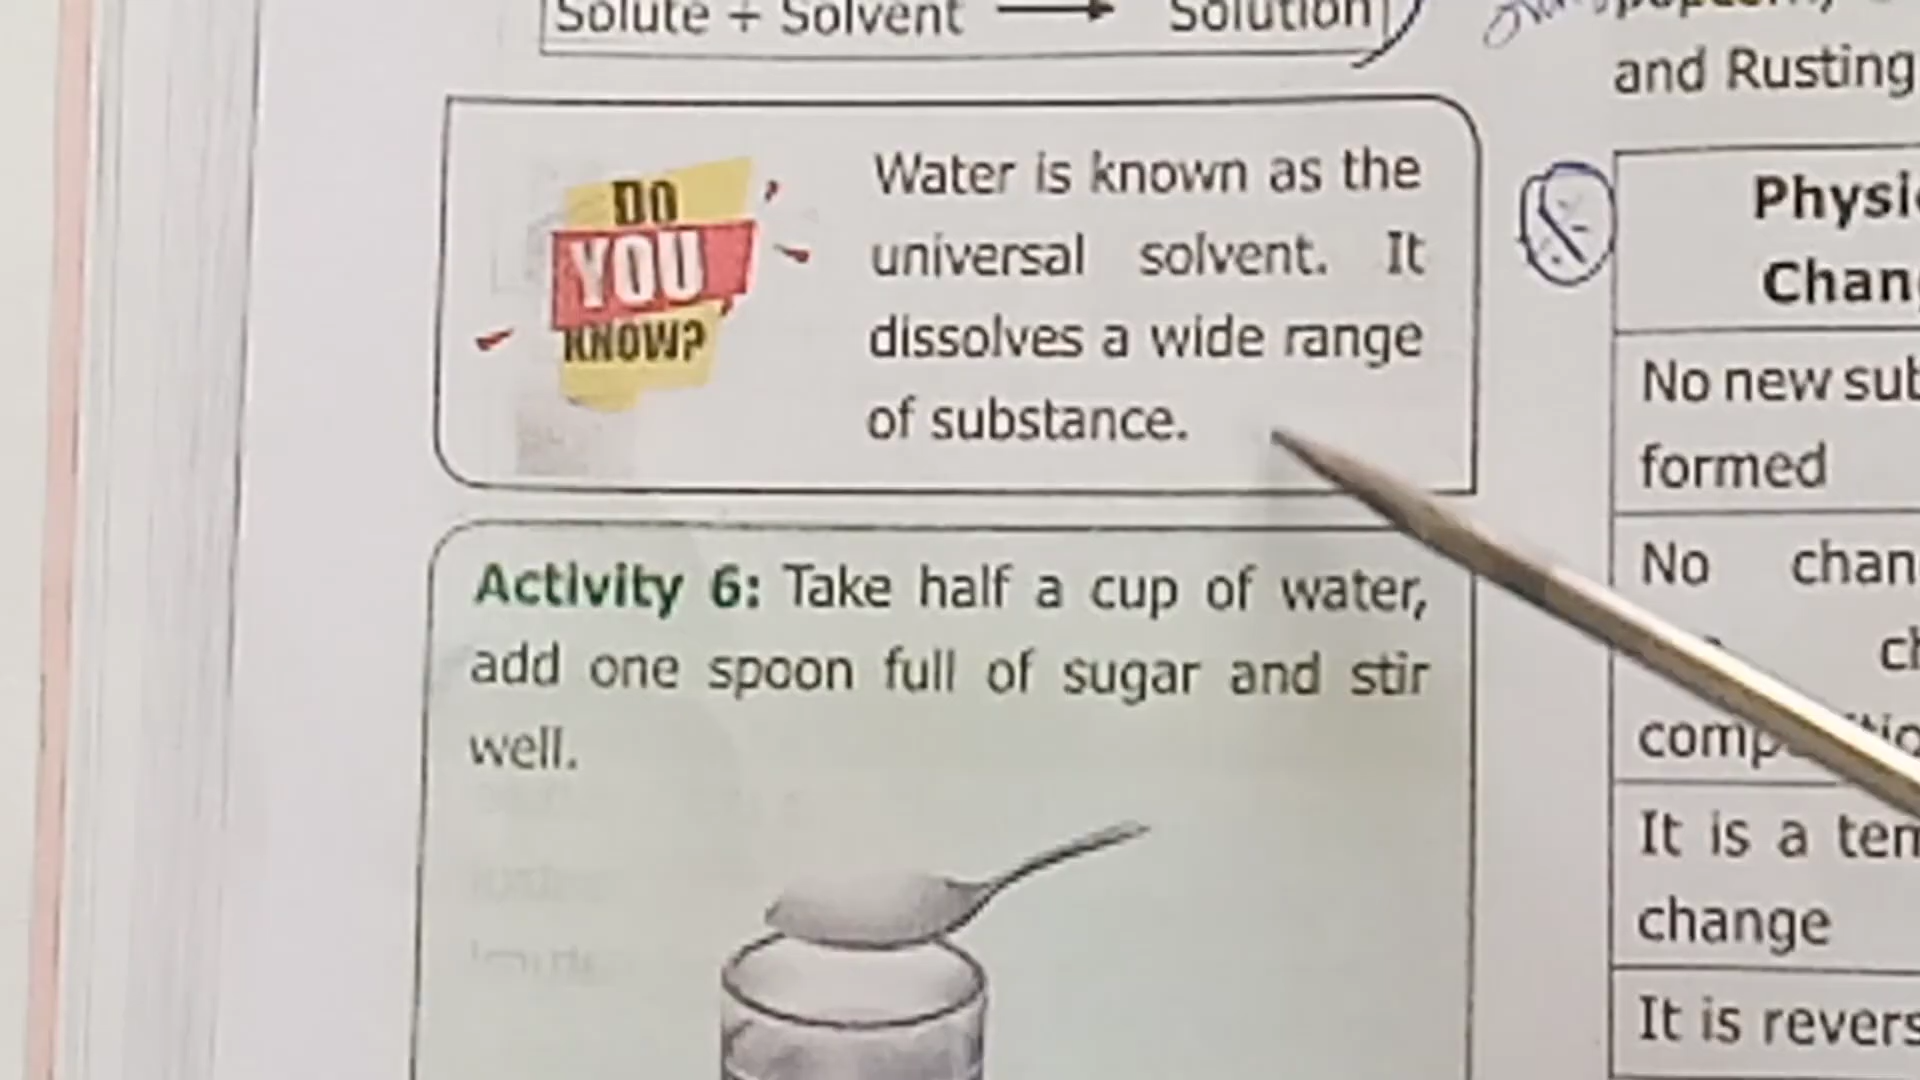 Solute + Solvent → Solution
DO
YOU
KNOW?
Water is known as the
universal solvent. It
dissolves a wide range
of substance.
Activity 6: Take half a cup of water,
add one spoon full of sugar and stir
well.
and Rusting
Physi
Chan
No new sub
formed
No chan
ch
It is a tem
change
It is revers